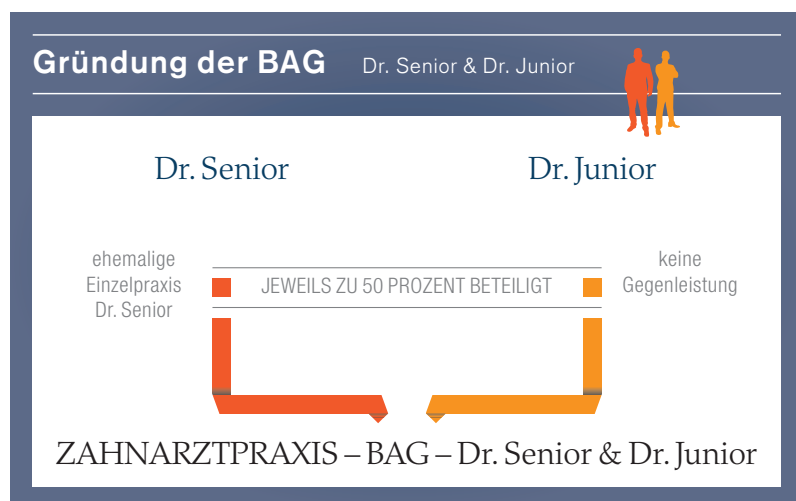 Gründung der BAG Dr. Senior & Dr. Junior
Dr. Senior
Dr. Junior
ehemalige
Einzelpraxis
Dr. Senior
JEWEILS ZU 50 PROZENT BETEILIGT
keine
Gegenleistung
ZAHNARZTPRAXIS – BAG – Dr. Senior & Dr. Junior